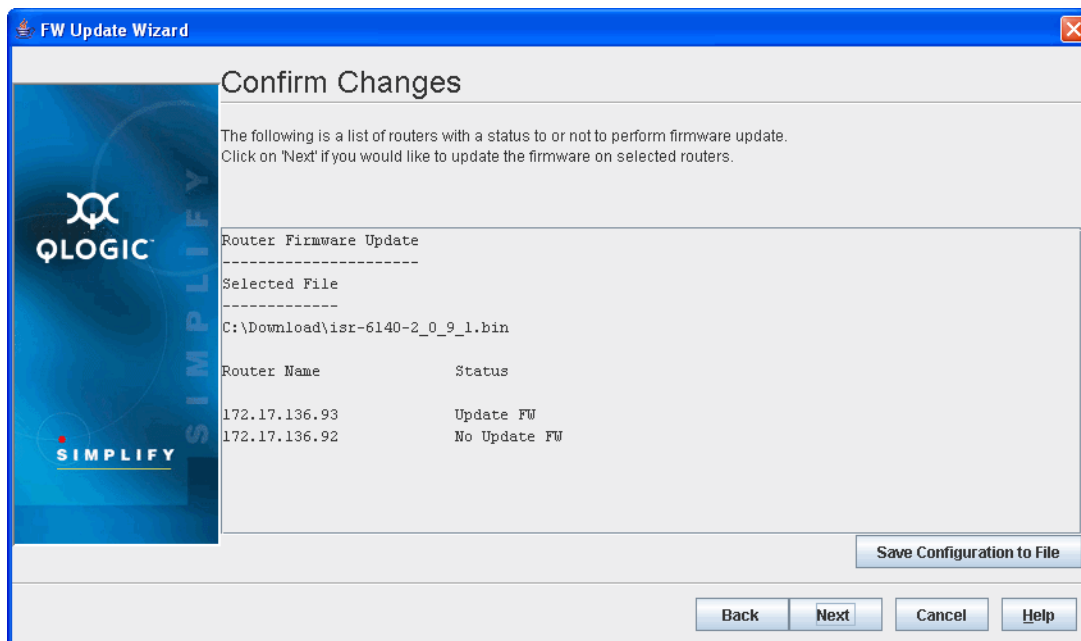 FW Update Wizard
Confirm Changes
The following is a list of routers with a status to or not to perform firmware update.
Click on 'Next' if you would like to update the firmware on selected routers.
QLOGIC™
SIMPLIFY
SIMPLIFY
Router Firmware Update
----------------------
Selected File
-------------
C:\Download\isr-6140-2_0_9_1.bin
Router Name Status
172.17.136.93 Update FW
172.17.136.92 No Update FW
Save Configuration to File
Back Next Cancel Help